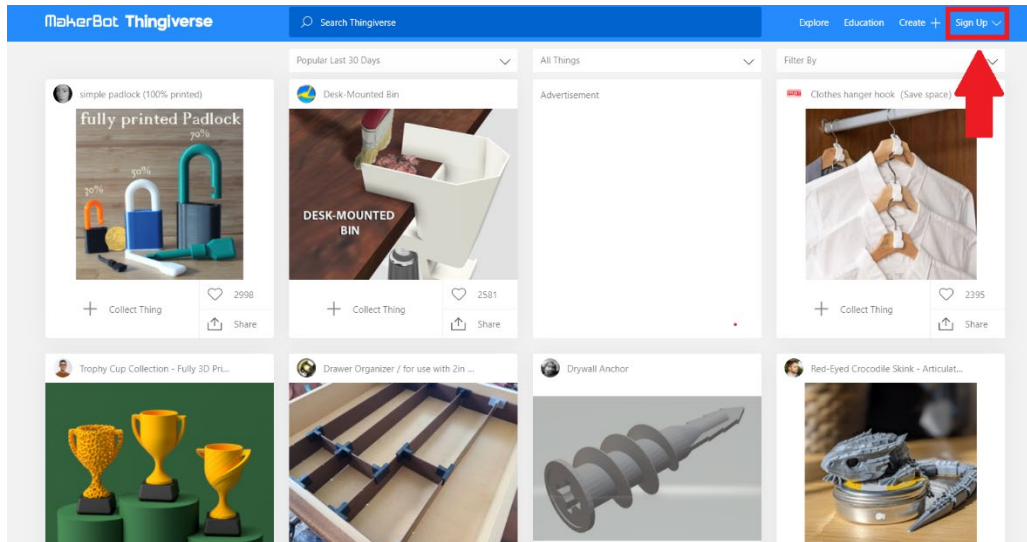 MakerBot Thingiverse
Search Thingiverse
Explore
Education
Create +
Sign Up
Popular Last 30 Days
All Things
Filter By
simple padlock (100% printed)
fully printed Padlock
70%
50%
30%
Collect Thing
2998
Share
Desk-Mounted Bin
DESK-MOUNTED
BIN
Collect Thing
2581
Share
Advertisement
Clothes hanger hook (Save space)
Collect Thing
2395
Share
Trophy Cup Collection - Fully 3D Pri...
Drawer Organizer / for use with 2in ...
Drywall Anchor
Red-Eyed Crocodile Skink - Articulat...